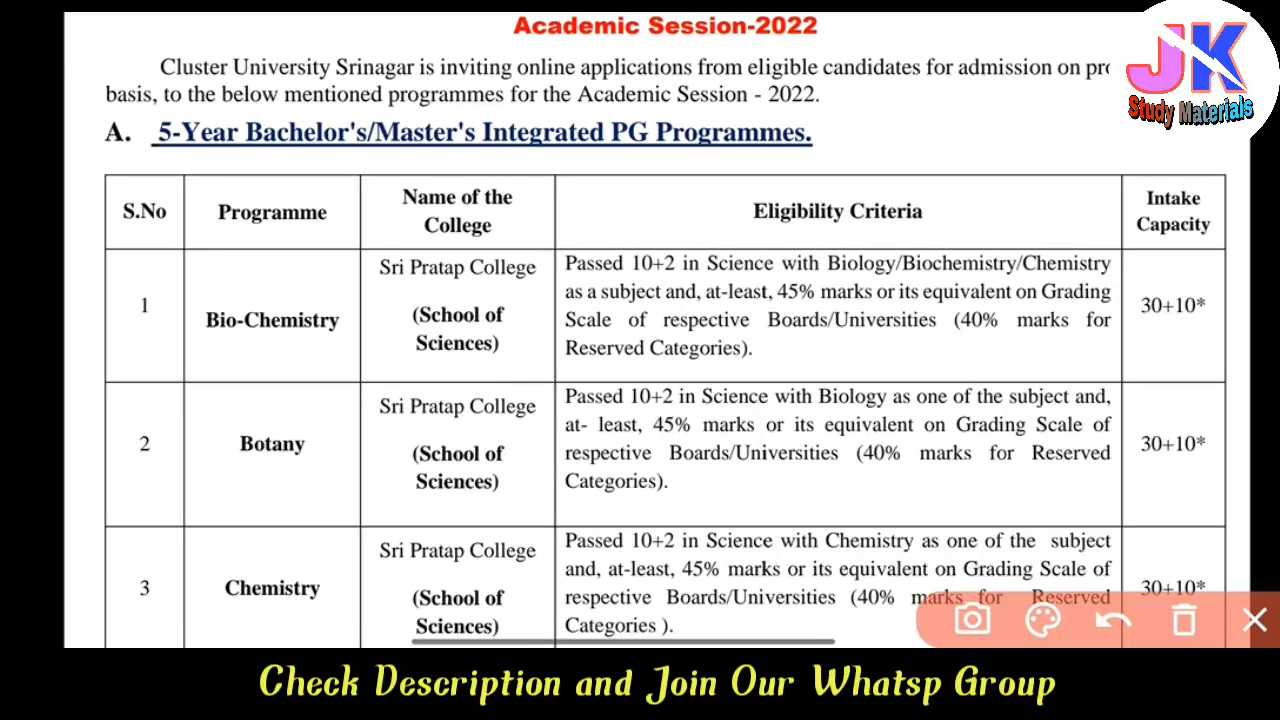 Academic Session-2022
JK
Study Materials
Cluster University Srinagar is inviting online applications from eligible candidates for admission on
basis, to the below mentioned programmes for the Academic Session - 2022.
A. 5-Year Bachelor's/Master's Integrated PG Programmes.
S.No
Programme
Name of the
College
Eligibility Criteria
Intake
Capacity
1
Bio-Chemistry
Sri Pratap College
(School of
Sciences)
Passed 10+2 in Science with Biology/Biochemistry/Chemistry
as a subject and, at-least, 45% marks or its equivalent on Grading
Scale of respective Boards/Universities (40% marks for
Reserved Categories).
30+10*
2
Botany
Sri Pratap College
(School of
Sciences)
Passed 10+2 in Science with Biology as one of the subject and,
at- least, 45% marks or its equivalent on Grading Scale of
respective Boards/Universities (40% marks for Reserved
Categories).
30+10*
3
Chemistry
Sri Pratap College
(School of
Sciences)
Passed 10+2 in Science with Chemistry as one of the subject
and, at-least, 45% marks or its equivalent on Grading Scale of
respective Boards/Universities (40% marks for Reserved
Categories ).
30+10*
Check Description and Join Our Whatsp Group